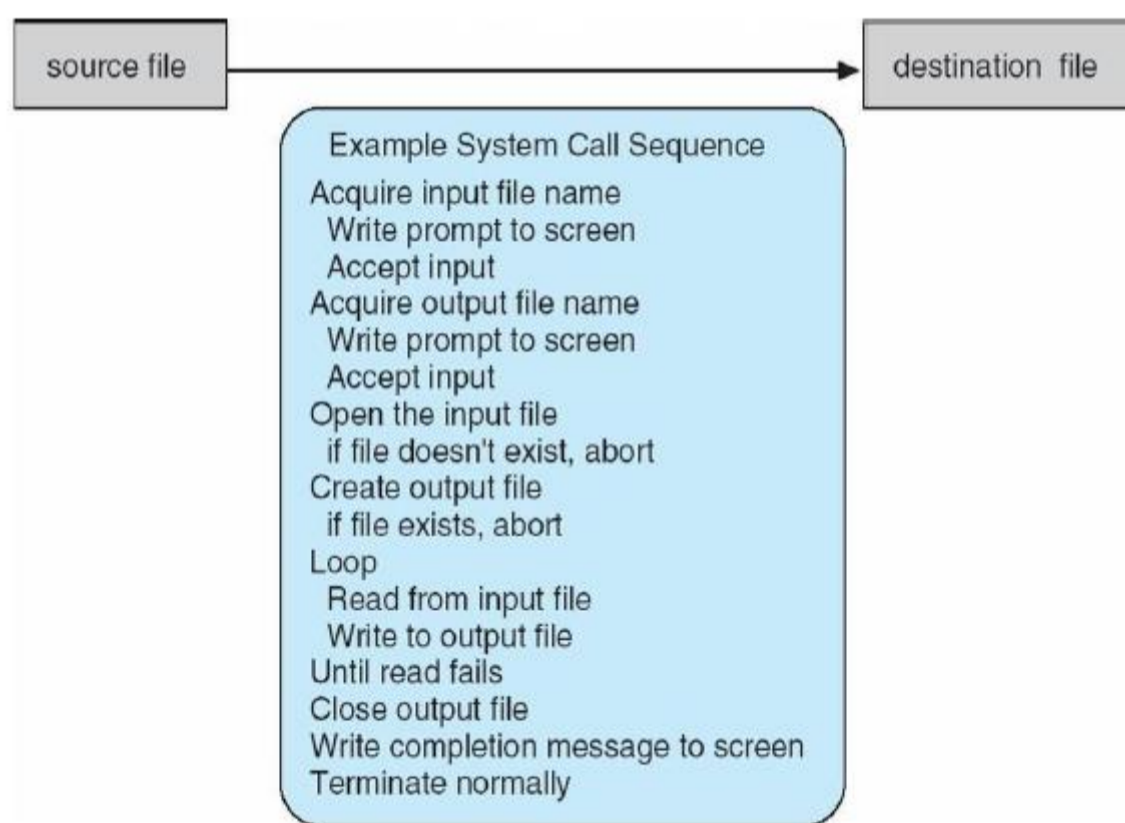 source file
destination file
Example System Call Sequence
Acquire input file name
Write prompt to screen
Accept input
Acquire output file name
Write prompt to screen
Accept input
Open the input file
if file doesn't exist, abort
Create output file
if file exists, abort
Loop
Read from input file
Write to output file
Until read fails
Close output file
Write completion message to screen
Terminate normally